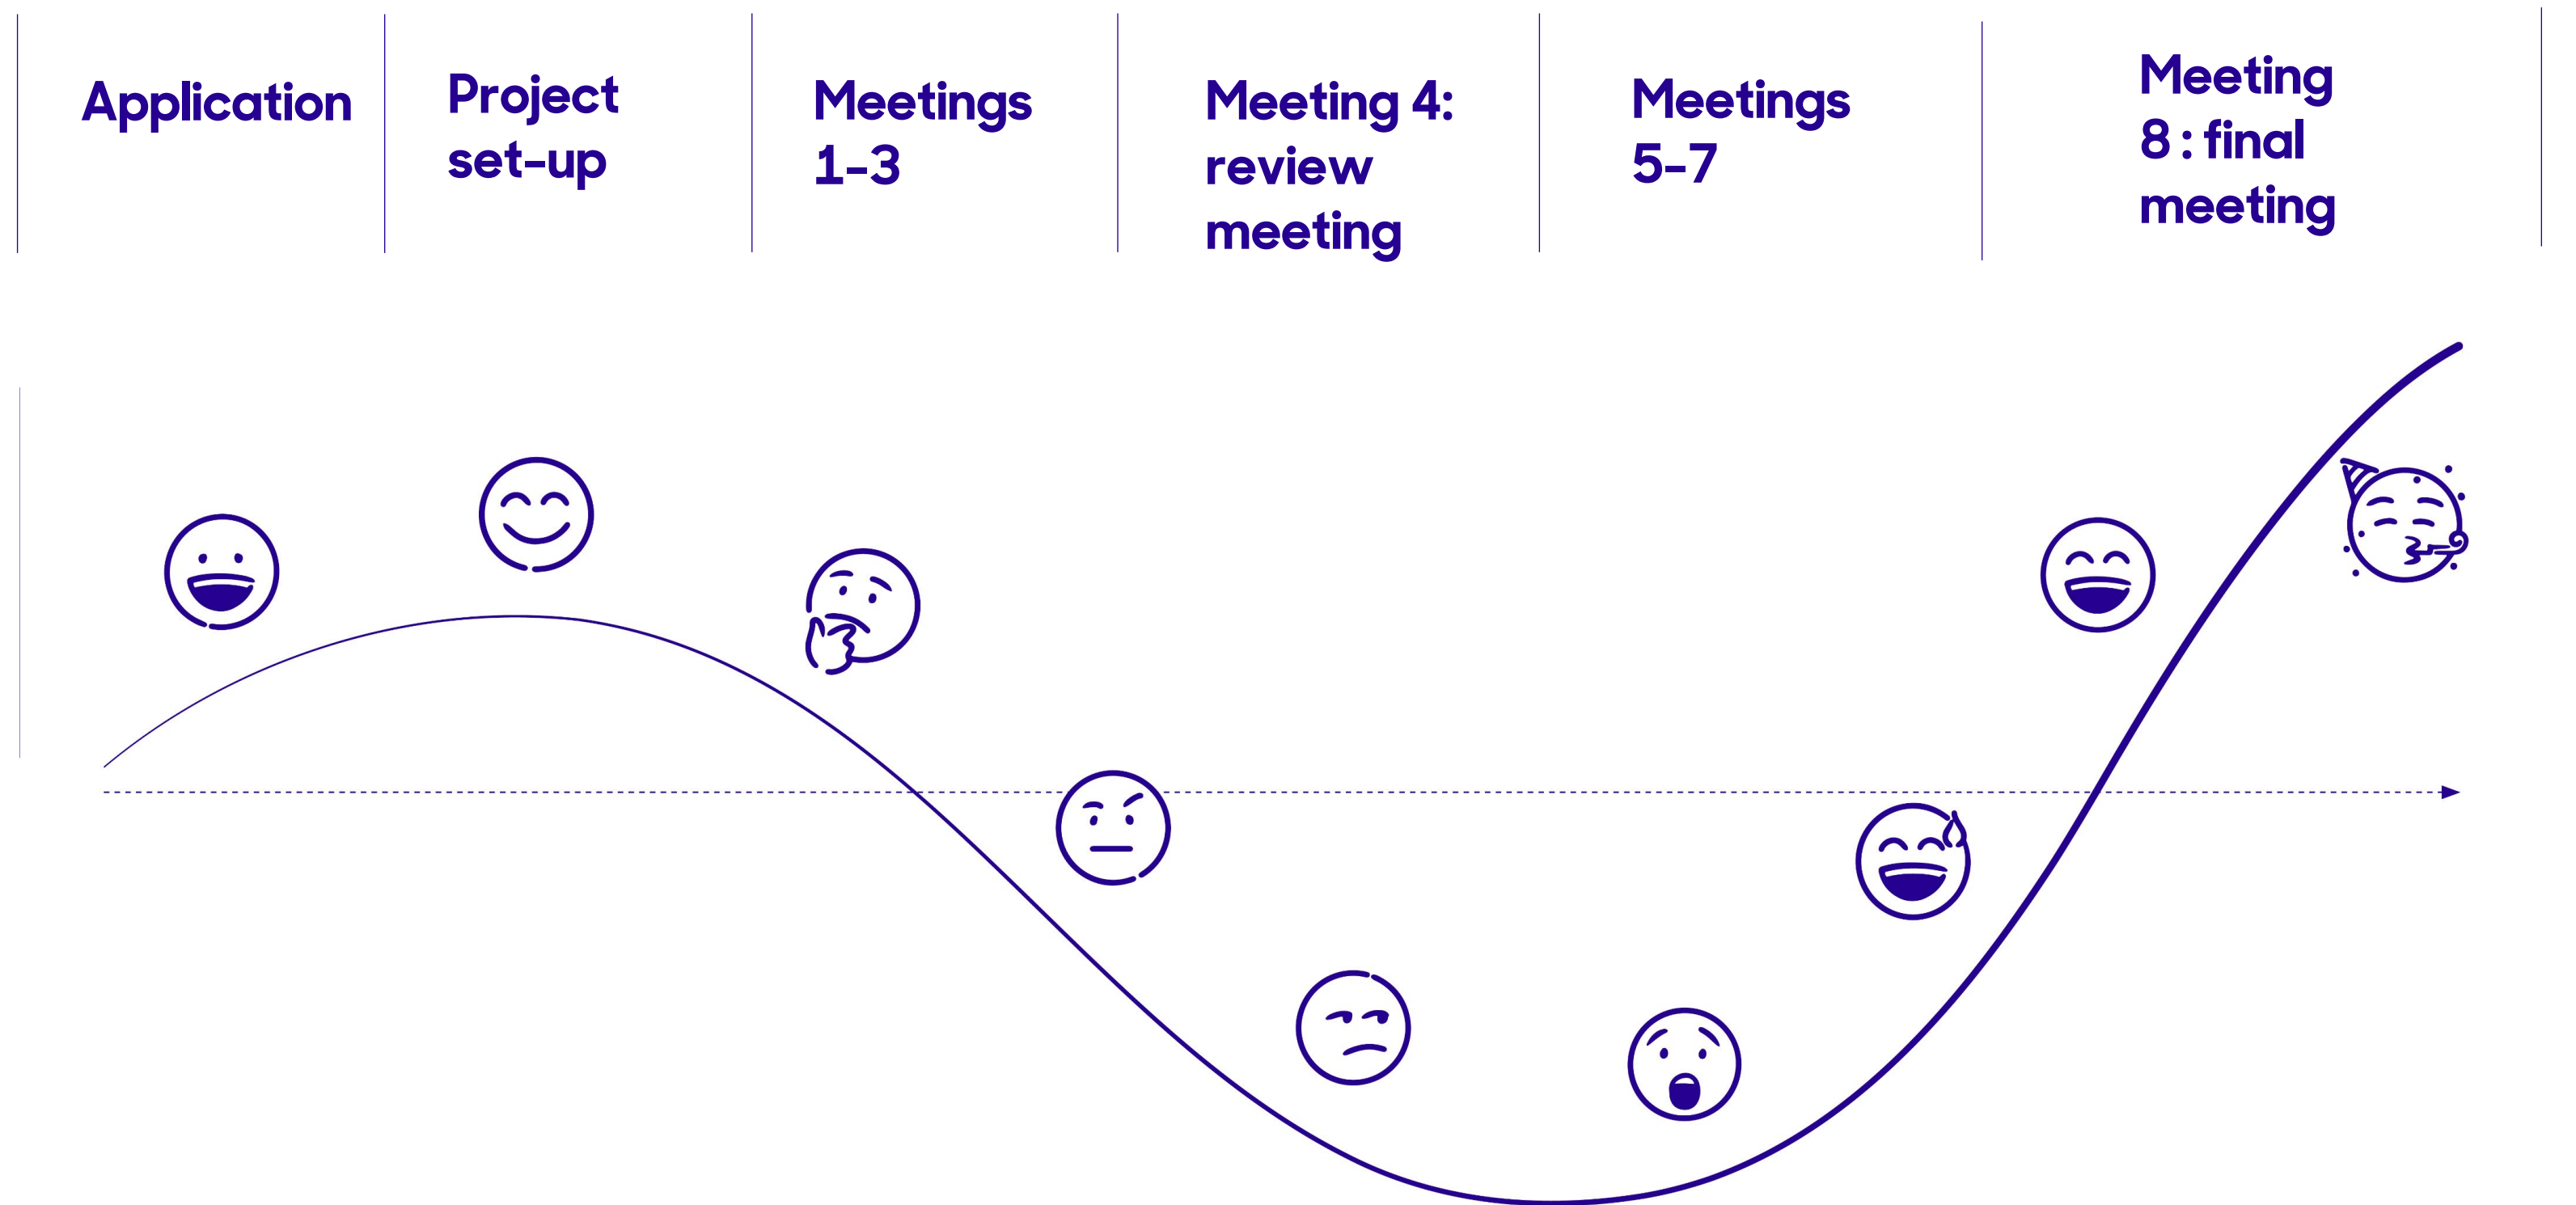 Application
Project
set-up
Meetings
1-3
Meeting 4:
review
meeting
Meetings
5-7
Meeting
8 : final
meeting